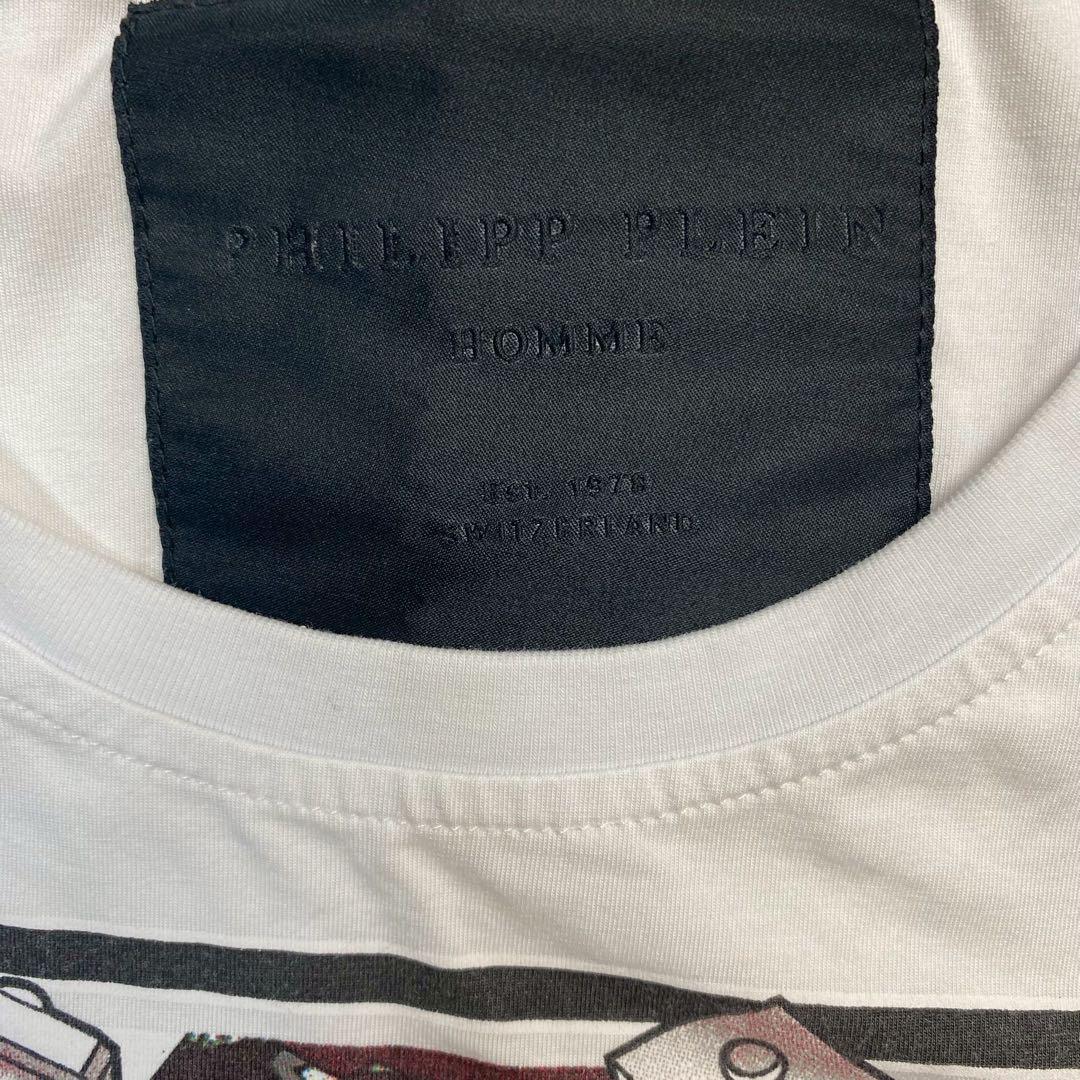 PHILIPP PLEIN
HOMME
Est. 1978
SWITZERLAND